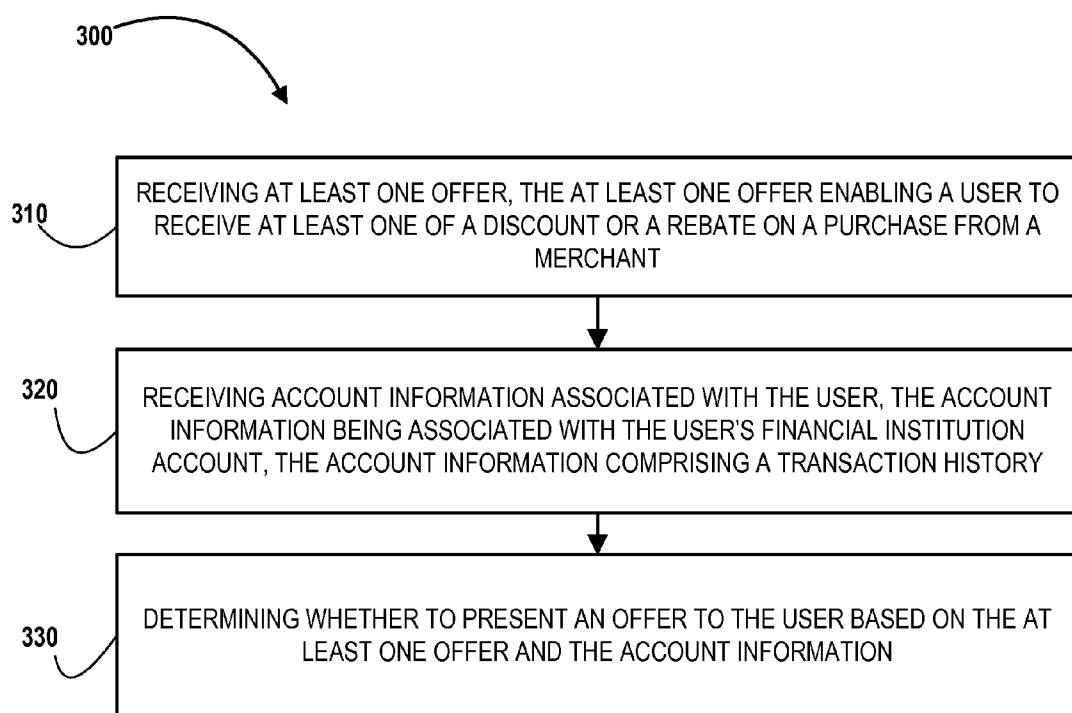 300
310
RECEIVING AT LEAST ONE OFFER, THE AT LEAST ONE OFFER ENABLING A USER TO
RECEIVE AT LEAST ONE OF A DISCOUNT OR A REBATE ON A PURCHASE FROM A
MERCHANT
320
RECEIVING ACCOUNT INFORMATION ASSOCIATED WITH THE USER, THE ACCOUNT
INFORMATION BEING ASSOCIATED WITH THE USER'S FINANCIAL INSTITUTION
ACCOUNT, THE ACCOUNT INFORMATION COMPRISING A TRANSACTION HISTORY
330
DETERMINING WHETHER TO PRESENT AN OFFER TO THE USER BASED ON THE AT
LEAST ONE OFFER AND THE ACCOUNT INFORMATION